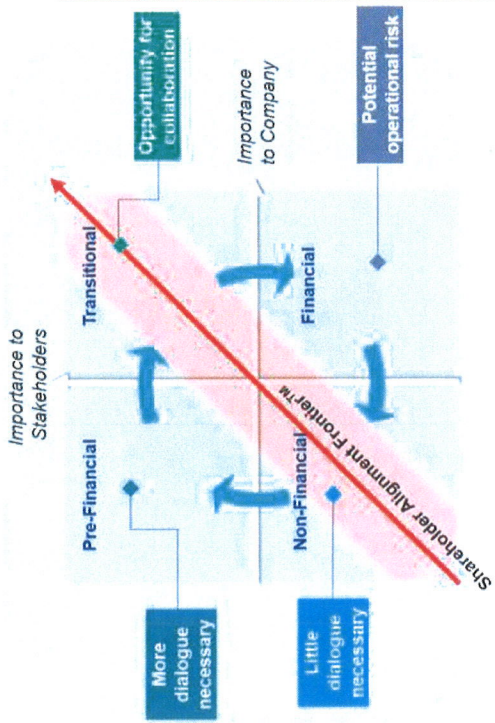 Importance to
Stakeholders
Pre-Financial
Transitional
Opportunity for
collaboration
More
dialogue
necessary
Importance
to Company
Little
dialogue
necessary
Non-Financial
Financial
Potential
operational risk
Shareholder Alignment Frontier™